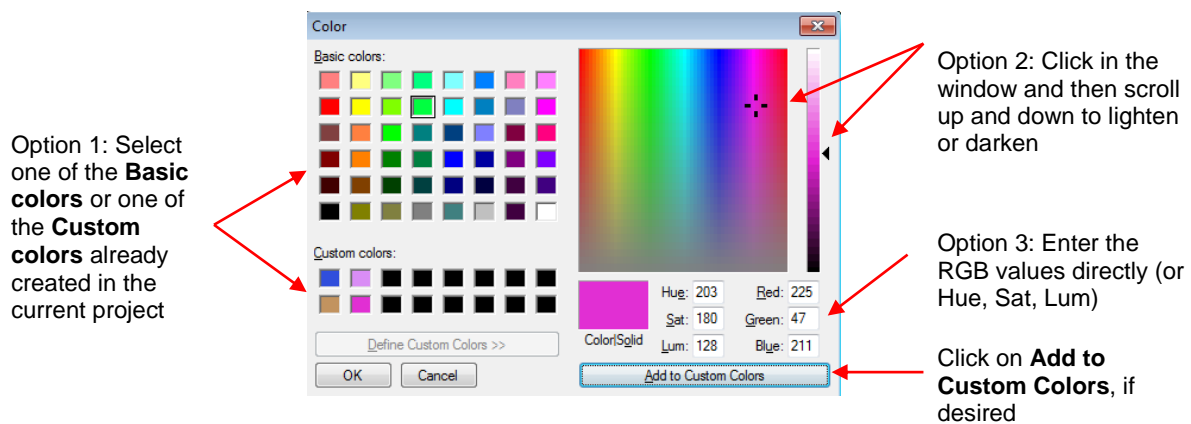 Color
Basic colors:
Custom colors:
Define Custom Colors >>
OK
Cancel
Hue: 203
Red: 225
Sat: 180
Green: 47
Color|Solid
Lum: 128
Blue: 211
Add to Custom Colors
Option 1: Select
one of the Basic
colors or one of
the Custom
colors already
created in the
current project
Option 2: Click in the
window and then scroll
up and down to lighten
or darken
Option 3: Enter the
RGB values directly (or
Hue, Sat, Lum)
Click on Add to
Custom Colors, if
desired